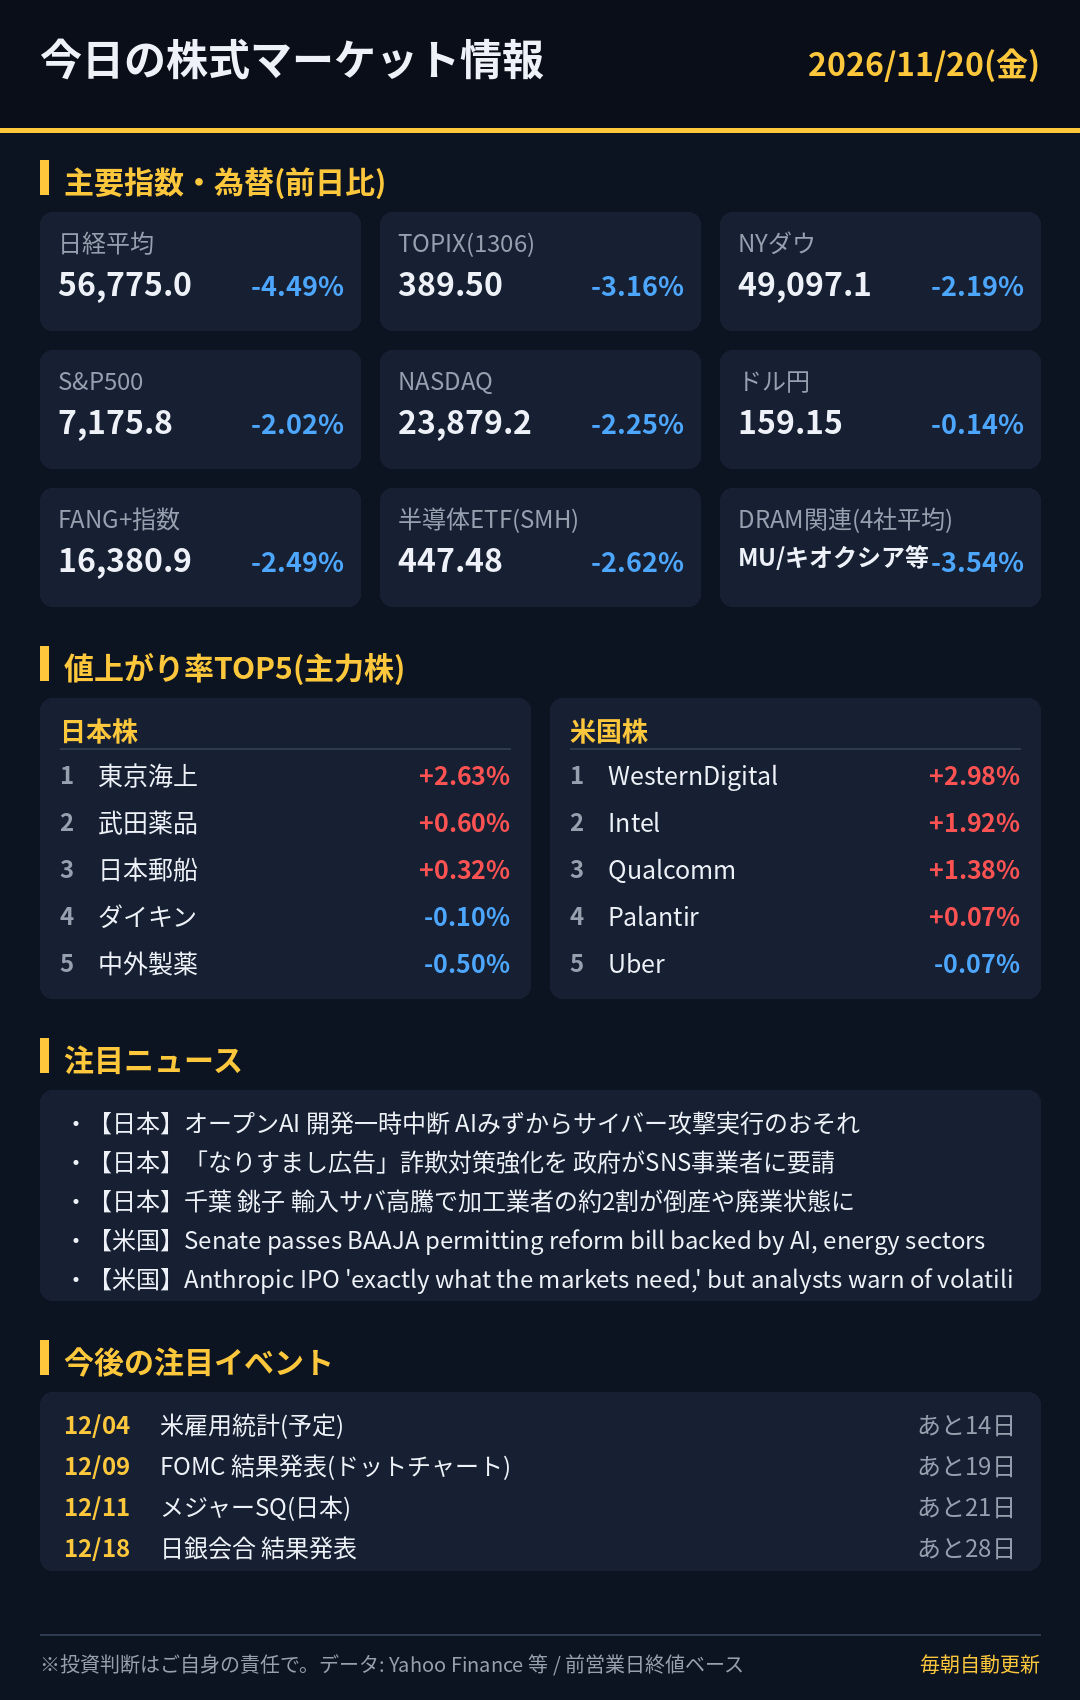 今日の株式マーケット情報
2026/11/20(金)
主要指数・為替(前日比)
日経平均
56,775.0 -4.49%
TOPIX(1306)
389.50 -3.16%
NYダウ
49,097.1 -2.19%
S&P500
7,175.8 -2.02%
NASDAQ
23,879.2 -2.25%
ドル円
159.15 -0.14%
FANG+指数
16,380.9 -2.49%
半導体ETF(SMH)
447.48 -2.62%
DRAM関連(4社平均)
MU/キオクシア等 -3.54%
値上がり率TOP5(主力株)
日本株
1 東京海上 +2.63%
2 武田薬品 +0.60%
3 日本郵船 +0.32%
4 ダイキン -0.10%
5 中外製薬 -0.50%
米国株
1 WesternDigital +2.98%
2 Intel +1.92%
3 Qualcomm +1.38%
4 Palantir +0.07%
5 Uber -0.07%
注目ニュース
・【日本】オープンAI 開発一時中断 AIみずからサイバー攻撃実行のおそれ
・【日本】「なりすまし広告」詐欺対策強化を 政府がSNS事業者に要請
・【日本】千葉 銚子 輸入サバ高騰で加工業者の約2割が倒産や廃業状態に
・【米国】Senate passes BAAJA permitting reform bill backed by AI, energy sectors
・【米国】Anthropic IPO 'exactly what the markets need,' but analysts warn of volatili
今後の注目イベント
12/04 米雇用統計(予定) あと14日
12/09 FOMC 結果発表(ドットチャート) あと19日
12/11 メジャーSQ(日本) あと21日
12/18 日銀会合 結果発表 あと28日
※投資判断はご自身の責任で。データ: Yahoo Finance 等 / 前営業日終値ベース
毎朝自動更新